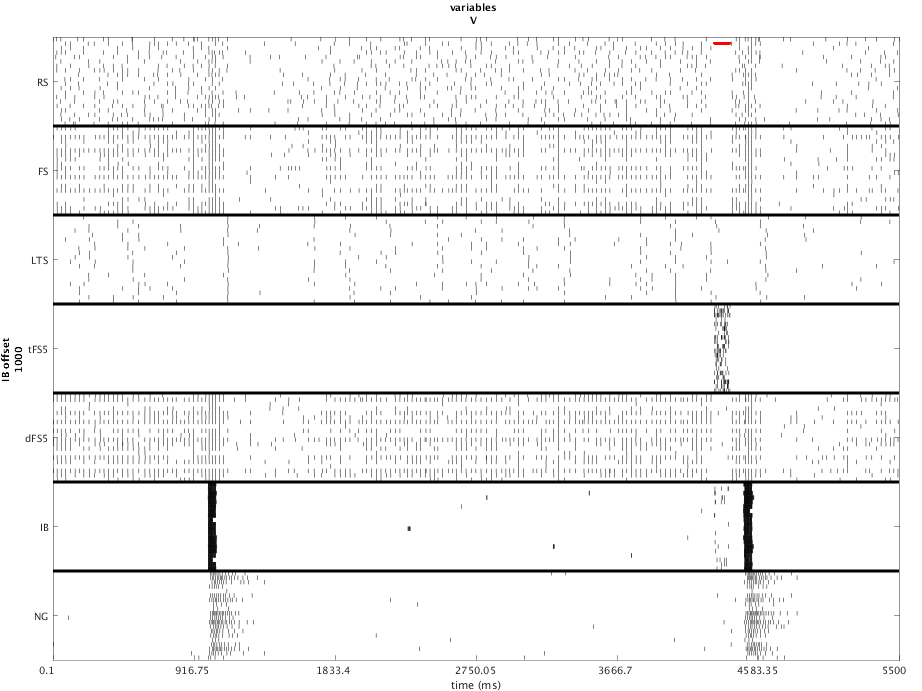 variables
V
RS
FS
LTS
tFS5
dFS5
IB
NG
IB offset
1000
0.1
916.75
1833.4
2750.05
3666.7
4583.35
5500
time (ms)